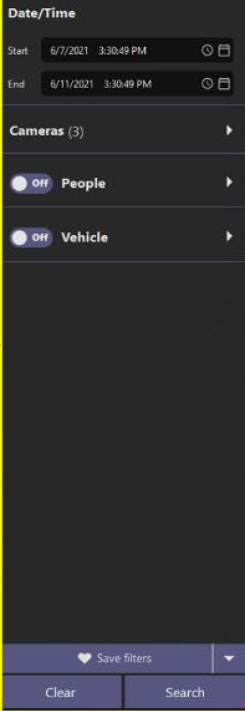 Date/Time
Start 6/7/2021 3:30:49 PM
End 6/11/2021 3:30:49 PM
Cameras (3)
Off People
Off Vehicle
Save filters
Clear Search